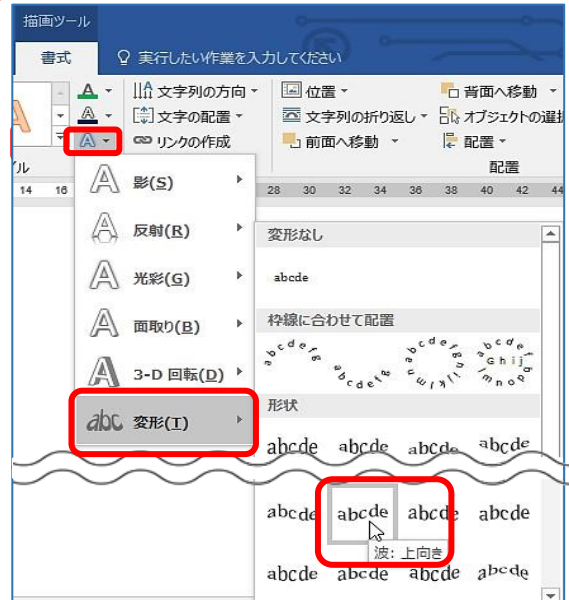 描画ツール
書式 実行したい作業を入力してください
A 文字列の方向 位置 背面へ移動
A 文字の配置 文字列の折り返し オブジェクトの選択
A リンクの作成 前面へ移動 配置
ル 配置
14 16 28 30 32 34 36 38 40 42 44
影(S)
反射(R)
光彩(G)
面取り(B)
3-D 回転(D)
abc 変形(T)
変形なし
abcde
枠線に合わせて配置
形状
abcde abcde abcde abcde
abcde abcde abcde abcde
波: 上向き
abcde abcde abcde abcde